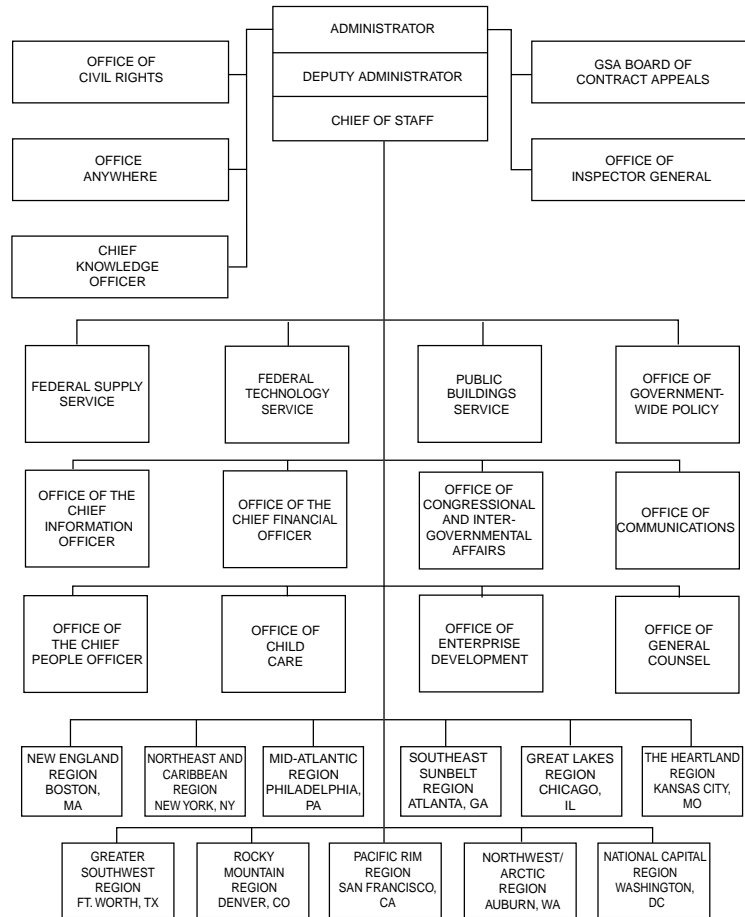 ADMINISTRATOR
DEPUTY ADMINISTRATOR
CHIEF OF STAFF
OFFICE OF
CIVIL RIGHTS
GSA BOARD OF
CONTRACT APPEALS
OFFICE
ANYWHERE
OFFICE OF
INSPECTOR GENERAL
CHIEF
KNOWLEDGE
OFFICER
FEDERAL SUPPLY
SERVICE
FEDERAL
TECHNOLOGY
SERVICE
PUBLIC
BUILDINGS
SERVICE
OFFICE OF
GOVERNMENT-
WIDE POLICY
OFFICE OF THE
CHIEF
INFORMATION
OFFICER
OFFICE OF THE
CHIEF FINANCIAL
OFFICER
OFFICE OF
CONGRESSIONAL
AND INTER-
GOVERNMENTAL
AFFAIRS
OFFICE OF
COMMUNICATIONS
OFFICE OF
THE CHIEF
PEOPLE OFFICER
OFFICE OF
CHILD
CARE
OFFICE OF
ENTERPRISE
DEVELOPMENT
OFFICE OF
GENERAL
COUNSEL
NEW ENGLAND
REGION
BOSTON,
MA
NORTHEAST AND
CARIBBEAN
REGION
NEW YORK, NY
MID-ATLANTIC
REGION
PHILADELPHIA,
PA
SOUTHEAST
SUNBELT
REGION
ATLANTA, GA
GREAT LAKES
REGION
CHICAGO,
IL
THE HEARTLAND
REGION
KANSAS CITY,
MO
GREATER
SOUTHWEST
REGION
FT. WORTH, TX
ROCKY
MOUNTAIN
REGION
DENVER, CO
PACIFIC RIM
REGION
SAN FRANCISCO,
CA
NORTHWEST/
ARCTIC
REGION
AUBURN, WA
NATIONAL CAPITAL
REGION
WASHINGTON,
DC